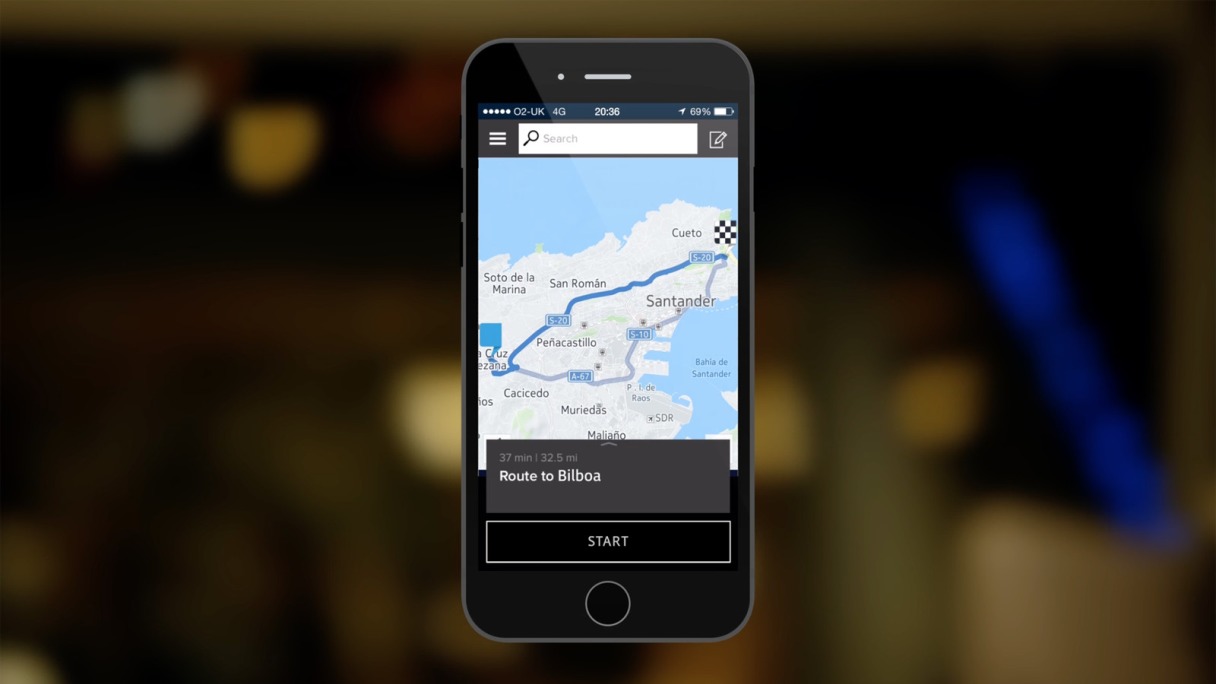 O2-UK 4G 20:36 69%
Search
Cueto
S-20
Soto de la
Marina
San Román
Santander
S-20
S-10
Peñacastillo
a Cruz
ezana
Bahía de
Santander
A-67
Cacicedo
P. I. de
Raos
ños
Muriedas
SDR
Maliaño
37 min | 32.5 mi
Route to Bilboa
START